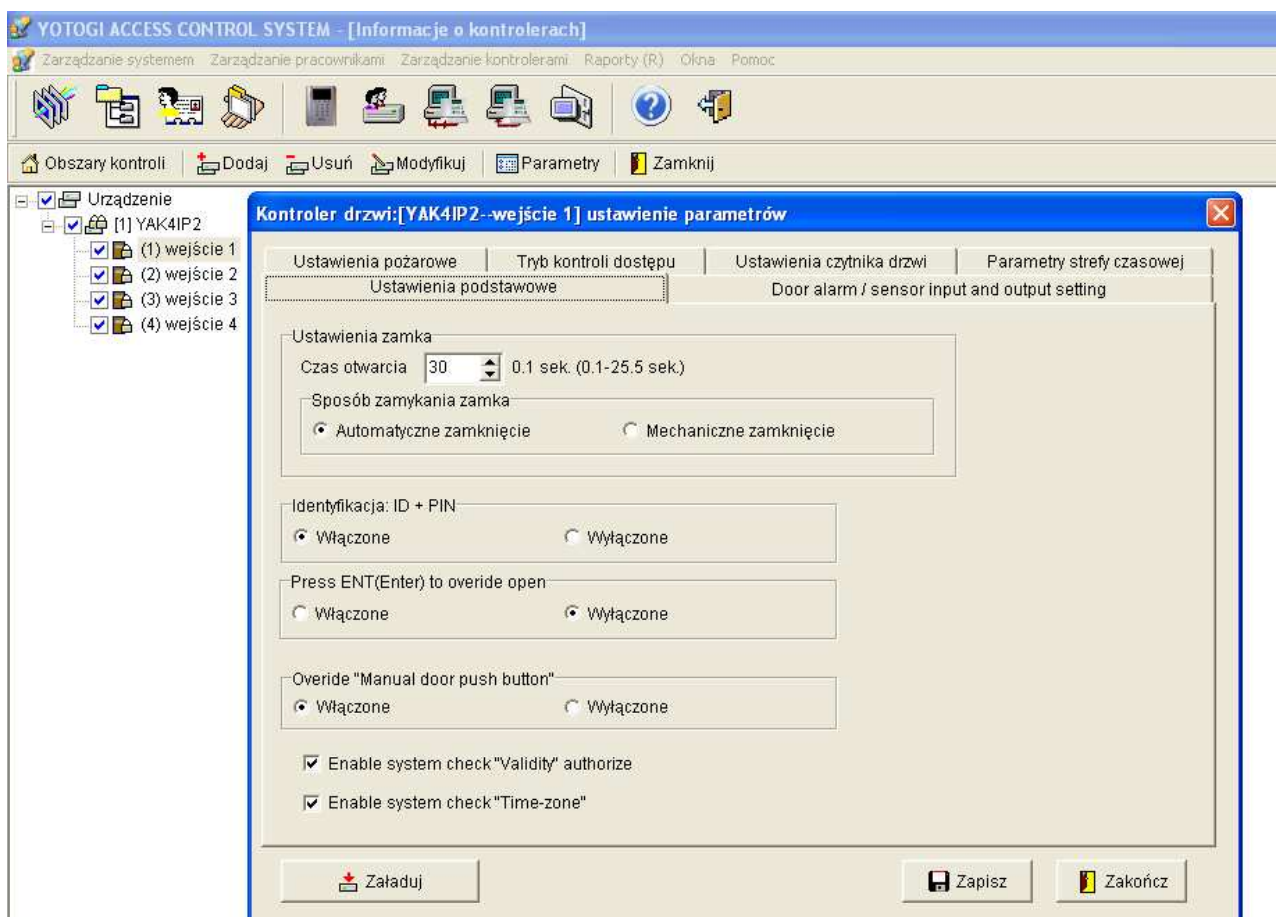 YOTOGI ACCESS CONTROL SYSTEM - [Informacje o kontrolerach]
Zarządzanie systemem Zarządzanie pracownikami Zarządzanie kontrolerami Raporty (R) Okna Pomoc
Obszary kontroli Dodaj Usuń Modyfikuj Parametry Zamknij
Urządzenie
[1] YAK4IP2
(1) wejście 1
(2) wejście 2
(3) wejście 3
(4) wejście 4
Kontroler drzwi:[YAK4IP2--wejście 1] ustawienie parametrów
Ustawienia pożarowe Tryb kontroli dostępu Ustawienia czytnika drzwi Parametry strefy czasowej
Ustawienia podstawowe Door alarm / sensor input and output setting
Ustawienia zamka
Czas otwarcia 30 0.1 sek. (0.1-25.5 sek.)
Sposób zamykania zamka
Automatyczne zamknięcie Mechaniczne zamknięcie
Identyfikacja: ID + PIN
Włączone Wyłączone
Press ENT(Enter) to overide open
Włączone Wyłączone
Overide "Manual door push button"
Włączone Wyłączone
Enable system check "Validity" authorize
Enable system check "Time-zone"
Załaduj Zapisz Zakończ